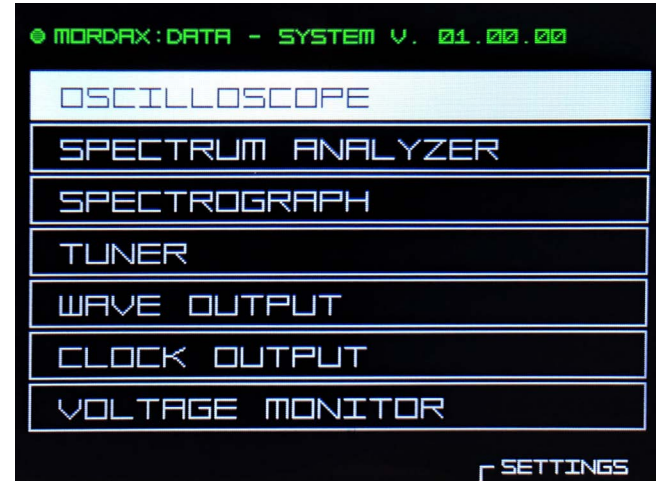 MORDAX:DATA - SYSTEM V. 01.00.00
OSCILLOSCOPE
SPECTRUM ANALYZER
SPECTROGRAPH
TUNER
WAVE OUTPUT
CLOCK OUTPUT
VOLTAGE MONITOR
SETTINGS